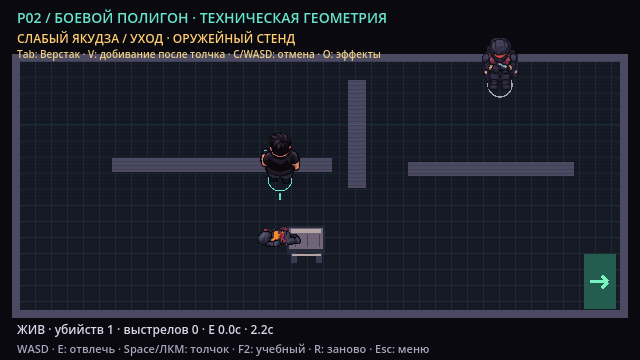 P02 / БОЕВОЙ ПОЛИГОН · ТЕХНИЧЕСКАЯ ГЕОМЕТРИЯ
СЛАБЫЙ ЯКУДЗА / УХОД · ОРУЖЕЙНЫЙ СТЕНД
Tab: Верстак · V: добивание после толчка · C/WASD: отмена · O: эффекты
ЖИВ · убийств 1 · выстрелов 0 · E 0.0с · 2.2с
WASD · E: отвлечь · Space/ЛКМ: толчок · F2: учебный · R: заново · Esc: меню